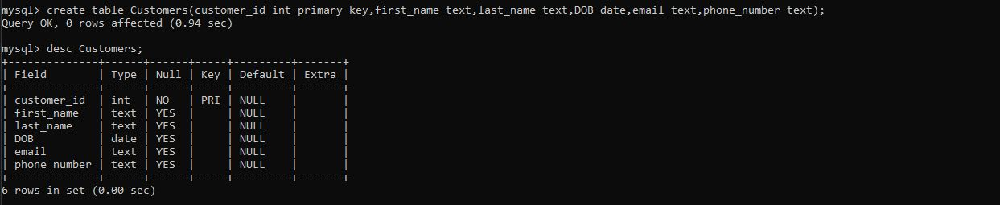 mysql> create table Customers(customer_id int primary key,first_name text,last_name text,DOB date,email text,phone_number text);
Query OK, 0 rows affected (0.94 sec)

mysql> desc Customers;
+--------------+------+------+-----+---------+-------+
| Field        | Type | Null | Key | Default | Extra |
+--------------+------+------+-----+---------+-------+
| customer_id  | int  | NO   | PRI | NULL    |       |
| first_name   | text | YES  |     | NULL    |       |
| last_name    | text | YES  |     | NULL    |       |
| DOB          | date | YES  |     | NULL    |       |
| email        | text | YES  |     | NULL    |       |
| phone_number | text | YES  |     | NULL    |       |
+--------------+------+------+-----+---------+-------+
6 rows in set (0.00 sec)